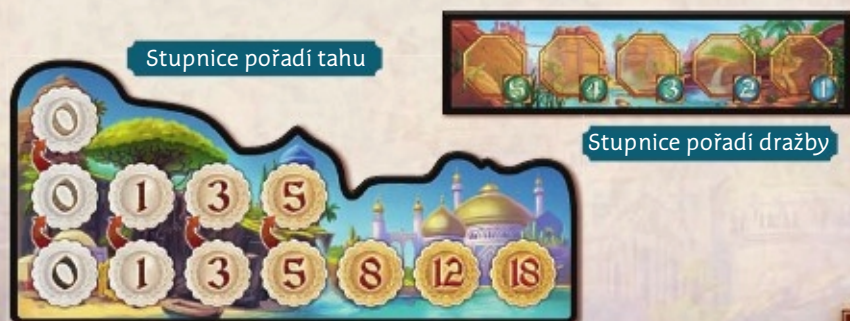 Stupnice pořadí tahu
5 4 3 2 1
Stupnice pořadí dražby
0
0 1 3 5
0 1 3 5 8 12 18